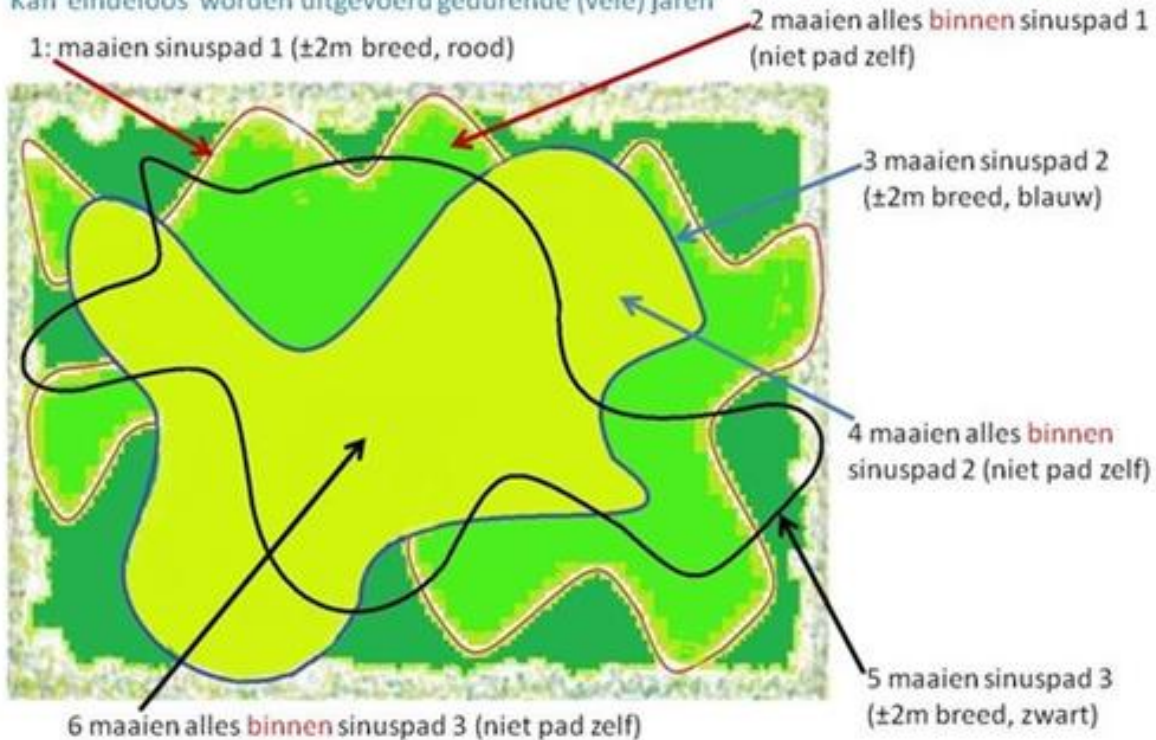 Kan eindeloos worden uitgevoerd gedurende (vele) jaren
1: maaien sinuspad 1 (±2m breed, rood)
2 maaien alles binnen sinuspad 1
(niet pad zelf)
3 maaien sinuspad 2
(±2m breed, blauw)
4 maaien alles binnen
sinuspad 2 (niet pad zelf)
5 maaien sinuspad 3
(±2m breed, zwart)
6 maaien alles binnen sinuspad 3 (niet pad zelf)